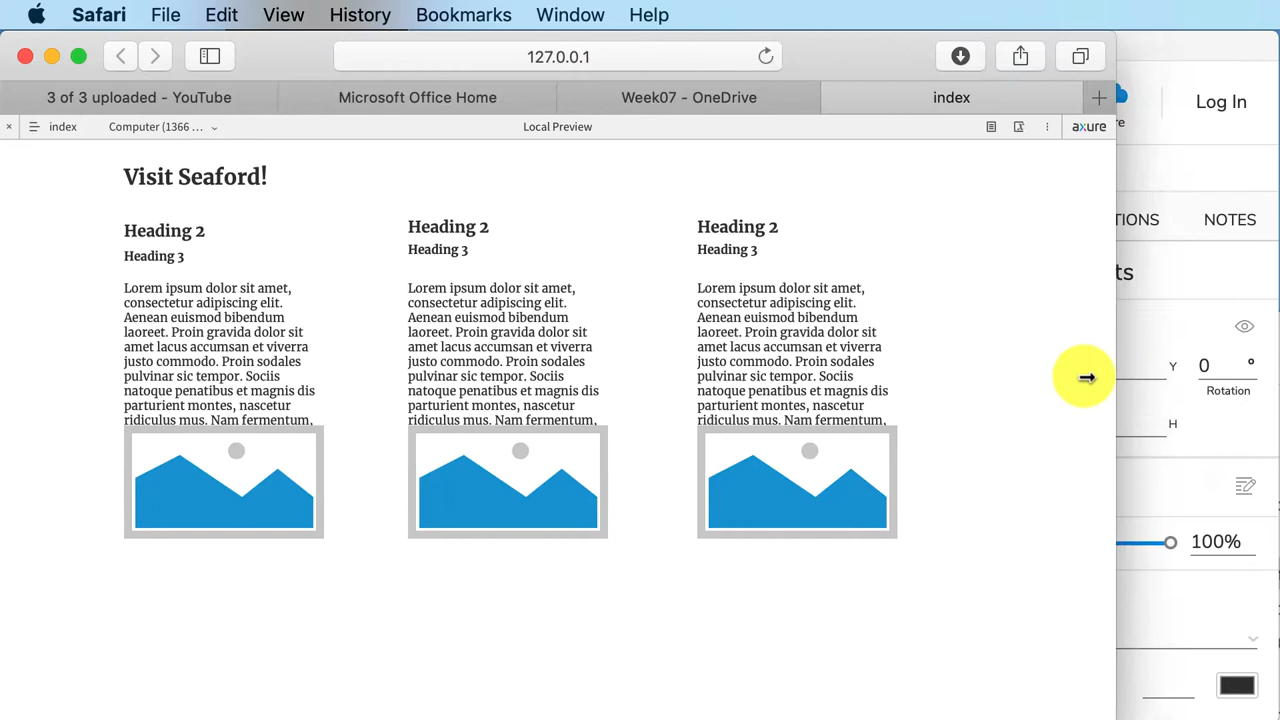 Safari File Edit View History Bookmarks Window Help
127.0.0.1
3 of 3 uploaded - YouTube Microsoft Office Home Week07 - OneDrive index +
× index Computer (1366 ... Local Preview axure
Visit Seaford!
Heading 2
Heading 3
Lorem ipsum dolor sit amet,
consectetur adipiscing elit.
Aenean euismod bibendum
laoreet. Proin gravida dolor sit
amet lacus accumsan et viverra
justo commodo. Proin sodales
pulvinar sic tempor. Sociis
natoque penatibus et magnis dis
parturient montes, nascetur
ridiculus mus. Nam fermentum,
Heading 2
Heading 3
Lorem ipsum dolor sit amet,
consectetur adipiscing elit.
Aenean euismod bibendum
laoreet. Proin gravida dolor sit
amet lacus accumsan et viverra
justo commodo. Proin sodales
pulvinar sic tempor. Sociis
natoque penatibus et magnis dis
parturient montes, nascetur
ridiculus mus. Nam fermentum,
Heading 2
Heading 3
Lorem ipsum dolor sit amet,
consectetur adipiscing elit.
Aenean euismod bibendum
laoreet. Proin gravida dolor sit
amet lacus accumsan et viverra
justo commodo. Proin sodales
pulvinar sic tempor. Sociis
natoque penatibus et magnis dis
parturient montes, nascetur
ridiculus mus. Nam fermentum,
Log In
re
TIONS NOTES
ts
Y 0 °
Rotation
H
100%